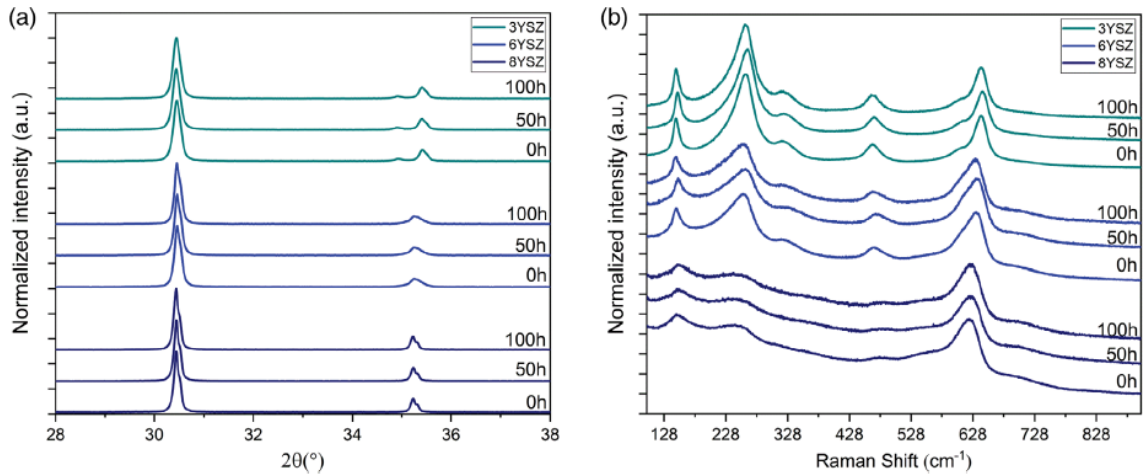 (a)
Normalized intensity (a.u.)
3YSZ
6YSZ
8YSZ
100h
50h
0h
100h
50h
0h
100h
50h
0h
28 30 32 34 36 38
2θ(°)
(b)
Normalized intensity (a.u.)
3YSZ
6YSZ
8YSZ
100h
50h
0h
100h
50h
0h
100h
50h
0h
128 228 328 428 528 628 728 828
Raman Shift (cm⁻¹)